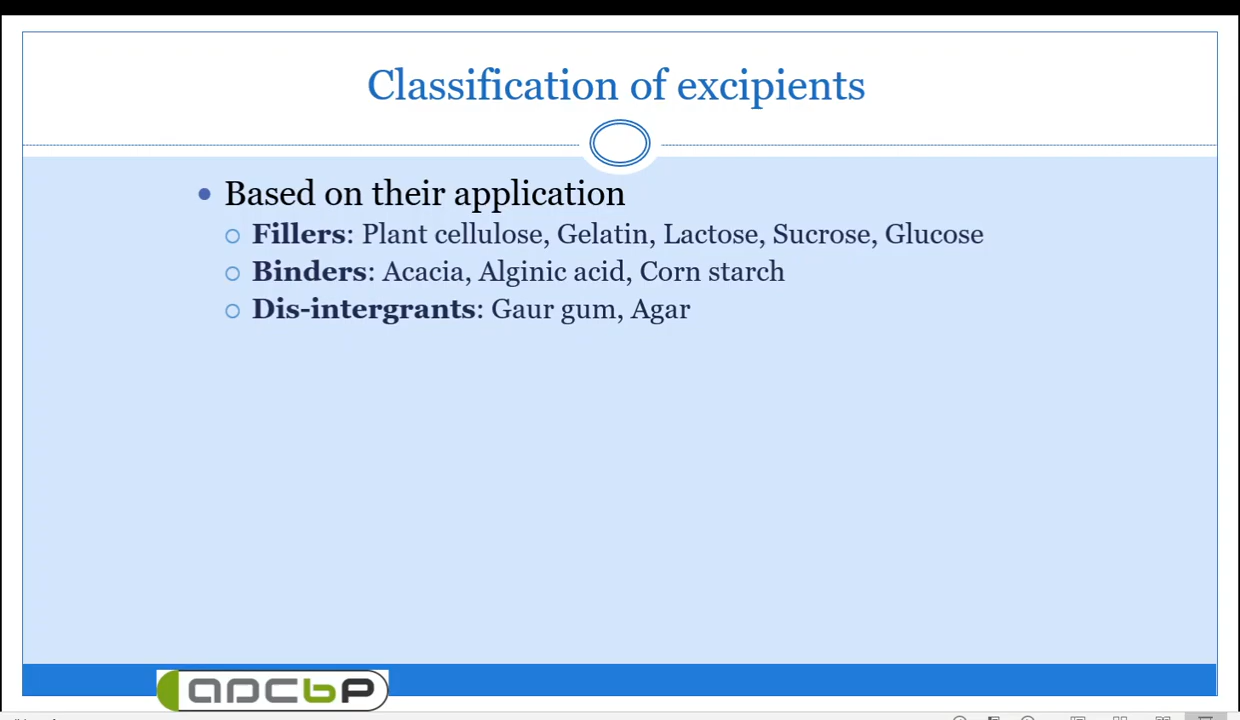 Classification of excipients
Based on their application
Fillers: Plant cellulose, Gelatin, Lactose, Sucrose, Glucose
Binders: Acacia, Alginic acid, Corn starch
Dis-intergrants: Gaur gum, Agar